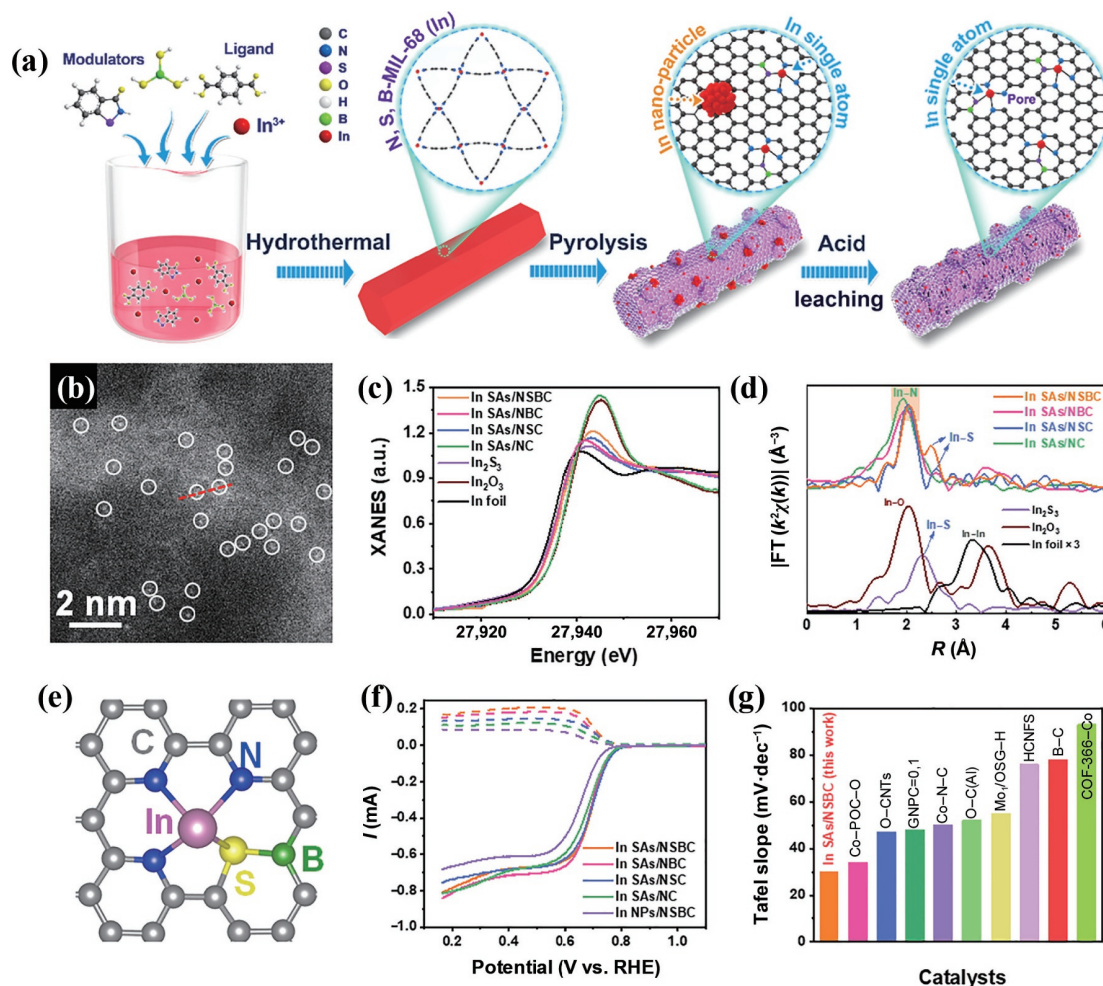 (a)
Modulators
Ligand
In³⁺
C
N
S
O
H
B
In
N, S, B-MIL-68 (In)
In nano-particle
In single atom
In single atom
Pore
Hydrothermal
Pyrolysis
Acid
leaching
(b)
2 nm
(c)
XANES (a.u.)
1.5
1.2
0.9
0.6
0.3
0.0
In SAs/NSBC
In SAs/NBC
In SAs/NSC
In SAs/NC
In₂S₃
In₂O₃
In foil
27,920
27,940
27,960
Energy (eV)
(d)
|FT (k²χ(k))| (Å⁻³)
In–N
In–S
In SAs/NSBC
In SAs/NBC
In SAs/NSC
In SAs/NC
In–O
In–S
In–In
In₂S₃
In₂O₃
In foil × 3
0
1
2
3
4
5
6
R (Å)
(e)
C
N
In
S
B
(f)
I (mA)
0.2
0.0
−0.2
−0.4
−0.6
−0.8
−1.0
In SAs/NSBC
In SAs/NBC
In SAs/NSC
In SAs/NC
In NPs/NSBC
0.2
0.4
0.6
0.8
1.0
Potential (V vs. RHE)
(g)
Tafel slope (mV·dec⁻¹)
100
80
60
40
20
0
In SAs/NSBC (this work)
Co–POC–O
O–CNTs
GNPC=0,1
Co–N–C
O–C(Al)
Mo₁/OSG–H
HCNFS
B–C
COF-366–Co
Catalysts